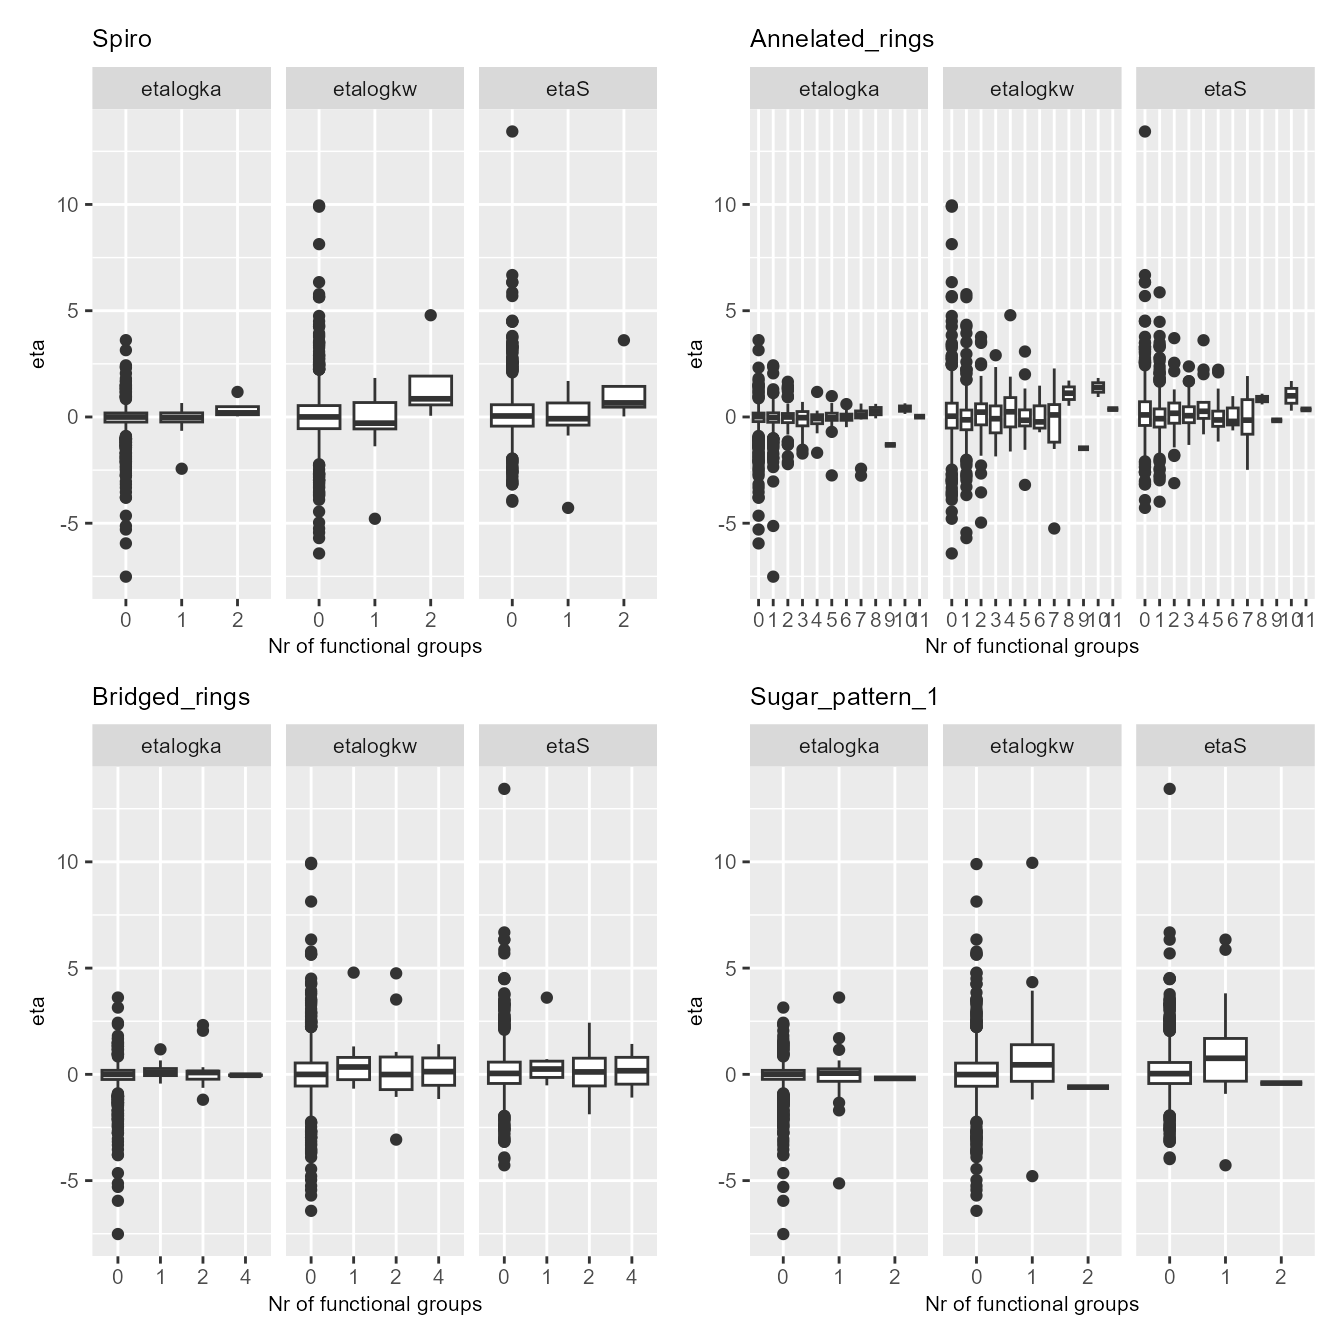 Spiro
etalogka etalogkw etaS
10
5
0
-5
eta
0 1 2 0 1 2 0 1 2
Nr of functional groups
Annelated_rings
etalogka etalogkw etaS
10
5
0
-5
eta
0 1 2 3 4 5 6 7 8 9 10 11 0 1 2 3 4 5 6 7 8 9 10 11 0 1 2 3 4 5 6 7 8 9 10 11
Nr of functional groups
Bridged_rings
etalogka etalogkw etaS
10
5
0
-5
eta
0 1 2 4 0 1 2 4 0 1 2 4
Nr of functional groups
Sugar_pattern_1
etalogka etalogkw etaS
10
5
0
-5
eta
0 1 2 0 1 2 0 1 2
Nr of functional groups